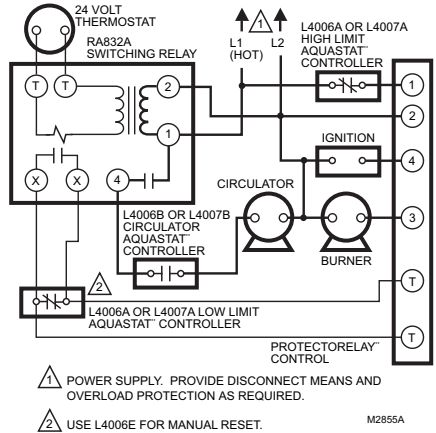 24 VOLT
THERMOSTAT
RA832A
SWITCHING RELAY
1
L1
(HOT)
L2
L4006A OR L4007A
HIGH LIMIT
AQUASTAT¨
CONTROLLER
T
T
2
1
1
2
IGNITION
4
X
X
4
CIRCULATOR
L4006B OR L4007B
CIRCULATOR
AQUASTAT¨
CONTROLLER
3
BURNER
2
T
L4006A OR L4007A LOW LIMIT
AQUASTAT¨ CONTROLLER
T
PROTECTORELAY¨
CONTROL
1 POWER SUPPLY. PROVIDE DISCONNECT MEANS AND
OVERLOAD PROTECTION AS REQUIRED.
2 USE L4006E FOR MANUAL RESET.
M2855A